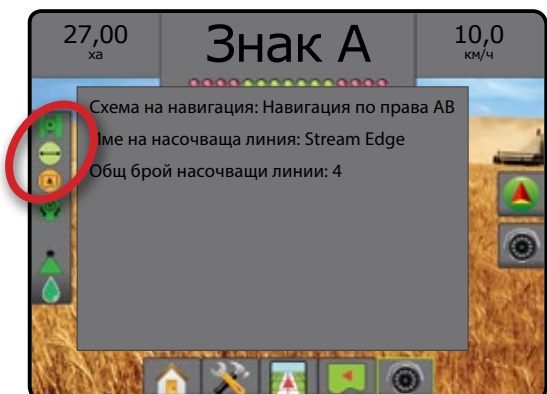 27,00
ха
Знак А
10,0
км/ч
Схема на навигация: Навигация по права АВ
Име на насочваща линия: Stream Edge
Общ брой насочващи линии: 4